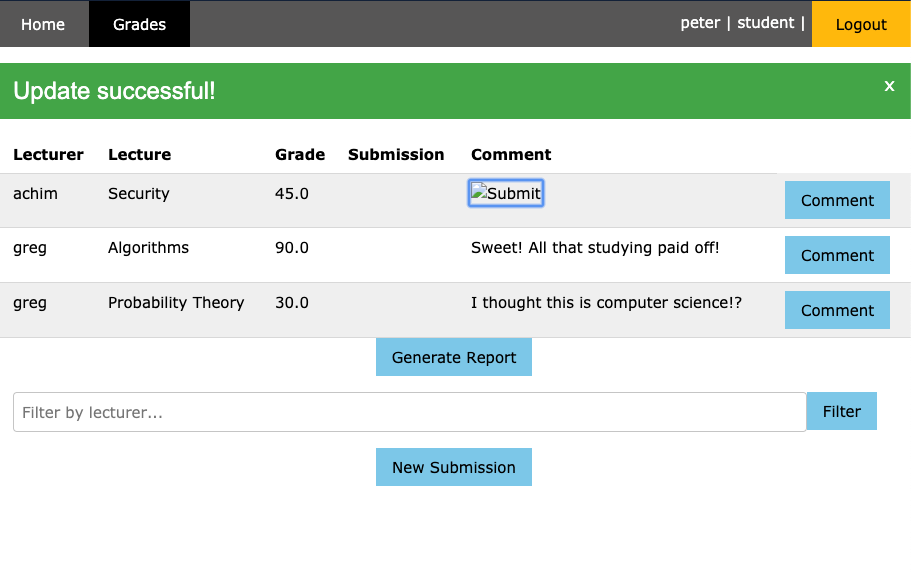 Home Grades peter | student | Logout
Update successful! x
Lecturer Lecture Grade Submission Comment
achim Security 45.0 Submit Comment
greg Algorithms 90.0 Sweet! All that studying paid off! Comment
greg Probability Theory 30.0 I thought this is computer science!? Comment
Generate Report
Filter by lecturer... Filter
New Submission